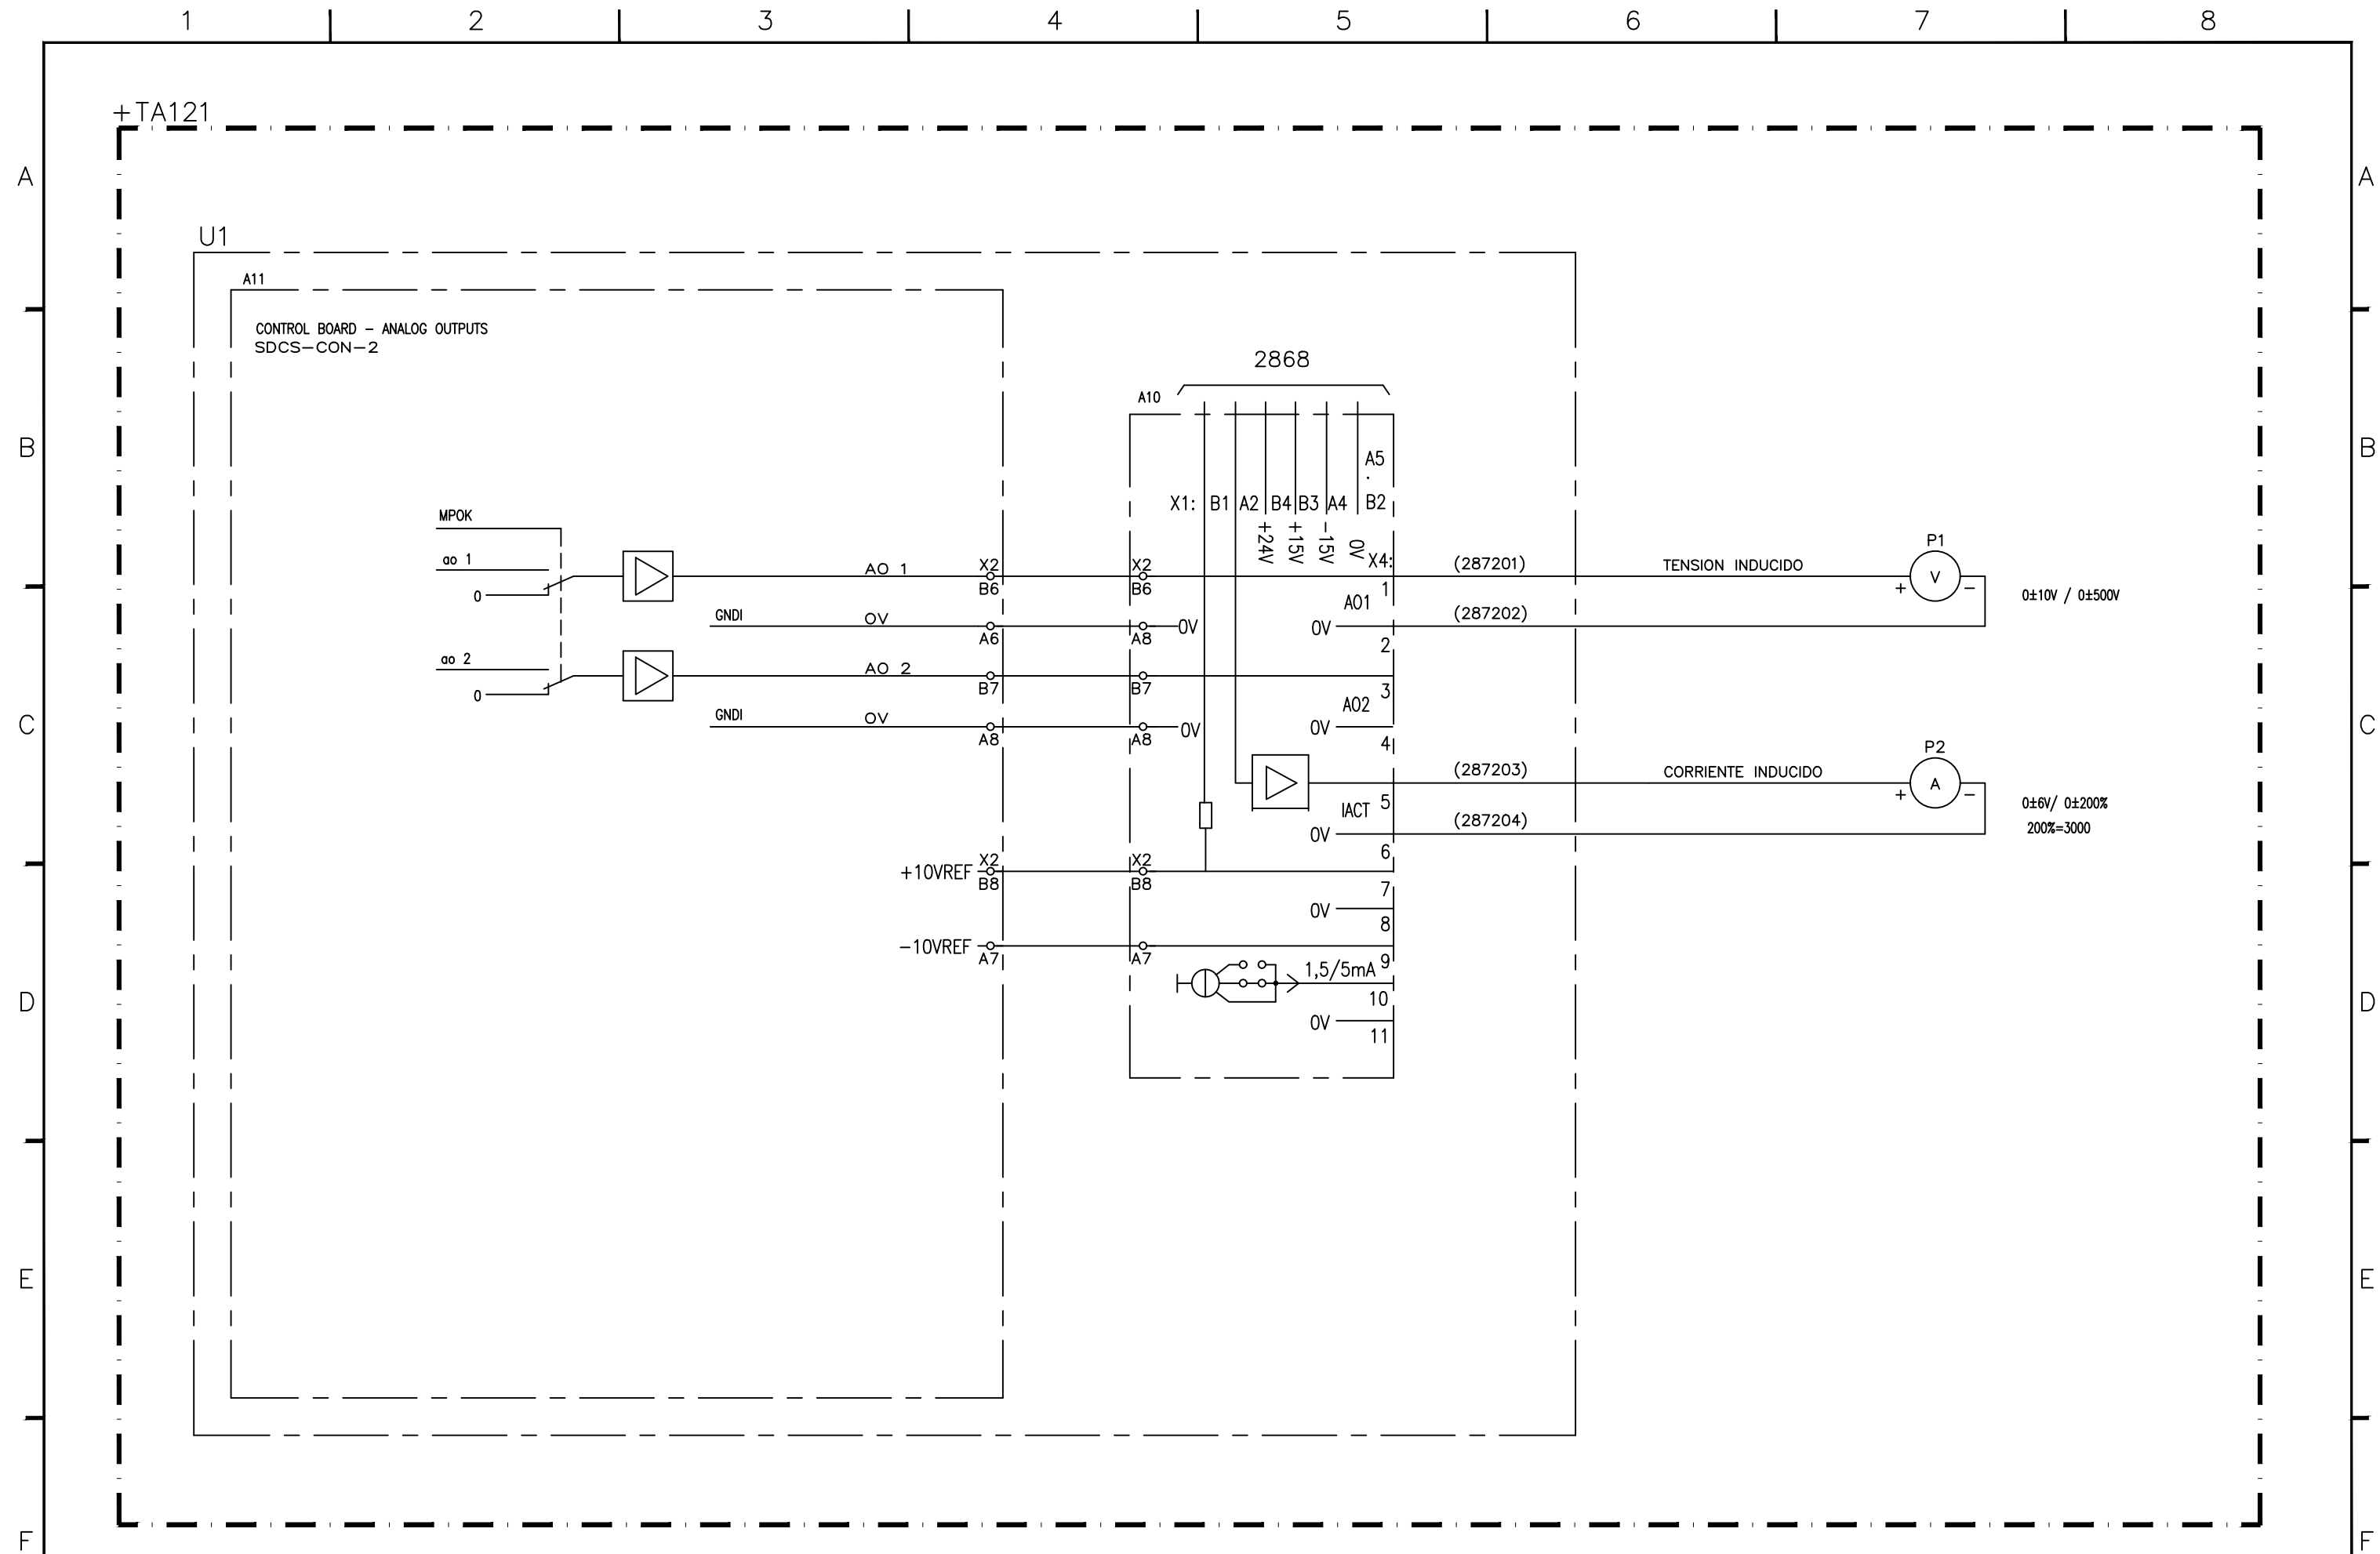 1 2 3 4 5 6 7 8
+TA121
A A
U1
A11
CONTROL BOARD - ANALOG OUTPUTS
SDCS-CON-2
2868
A10
B B
A5
.
X1: B1 A2 B4 B3 A4 B2
+24V +15V -15V 0V
MPOK
ao 1
0
AO 1
X2
B6
X2
B6
X4:
1
(287201)
TENSION INDUCIDO
P1
V
+ -
0±10V / 0±500V
GNDI
0V
A6
A8
0V
AO1
0V
2
(287202)
ao 2
0
AO 2
B7
B7
3
C C
GNDI
0V
A8
A8
0V
AO2
0V
4
(287203)
CORRIENTE INDUCIDO
P2
A
+ -
5
IACT
0V
(287204)
0±6V/ 0±200%
200%=3000
6
+10VREF
X2
B8
X2
B8
7
0V
8
-10VREF
A7
A7
9
1,5/5mA
D D
10
0V
11
E E
F F